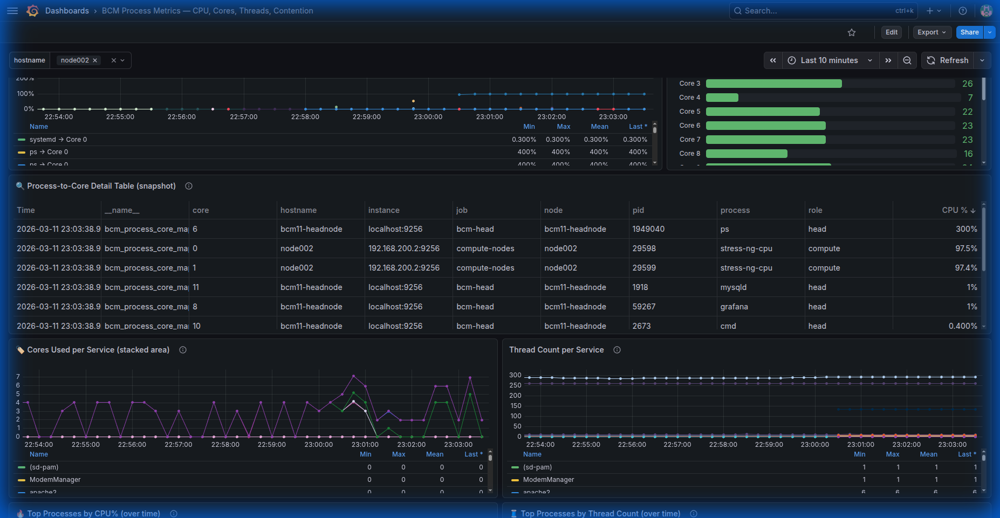 Dashboards › BCM Process Metrics — CPU, Cores, Threads, Contention
Search... ctrl+k
Edit Export Share
hostname node002 Last 10 minutes Refresh
200%
100%
0%
22:54:00 22:55:00 22:56:00 22:57:00 22:58:00 22:59:00 23:00:00 23:01:00 23:02:00 23:03:00
Name Min Max Mean Last *
systemd → Core 0 0.300% 0.300% 0.300% 0.300%
ps → Core 0 400% 400% 400% 400%
ps → Core 0 400% 400% 400% 400%
Core 3 26
Core 4 7
Core 5 22
Core 6 23
Core 7 23
Core 8 16
Process-to-Core Detail Table (snapshot)
Time __name__ core hostname instance job node pid process role CPU % ↓
2026-03-11 23:03:38.9 bcm_process_core_ma 6 bcm11-headnode localhost:9256 bcm-head bcm11-headnode 1949040 ps head 300%
2026-03-11 23:03:38.9 bcm_process_core_ma 0 node002 192.168.200.2:9256 compute-nodes node002 29598 stress-ng-cpu compute 97.5%
2026-03-11 23:03:38.9 bcm_process_core_ma 1 node002 192.168.200.2:9256 compute-nodes node002 29599 stress-ng-cpu compute 97.4%
2026-03-11 23:03:38.9 bcm_process_core_ma 11 bcm11-headnode localhost:9256 bcm-head bcm11-headnode 1918 mysqld head 1%
2026-03-11 23:03:38.9 bcm_process_core_ma 8 bcm11-headnode localhost:9256 bcm-head bcm11-headnode 59267 grafana head 1%
2026-03-11 23:03:38.9 bcm_process_core_ma 10 bcm11-headnode localhost:9256 bcm-head bcm11-headnode 2673 cmd head 0.400%
Cores Used per Service (stacked area)
7
6
5
4
3
2
1
0
22:54:00 22:55:00 22:56:00 22:57:00 22:58:00 22:59:00 23:00:00 23:01:00 23:02:00 23:03:00
Name Min Max Mean Last *
(sd-pam) 0 0 0 0
ModemManager 0 0 0 0
apache2 0 0 0 0
Thread Count per Service
300
250
200
150
100
50
0
22:54:00 22:55:00 22:56:00 22:57:00 22:58:00 22:59:00 23:00:00 23:01:00 23:02:00 23:03:00
Name Min Max Mean Last *
(sd-pam) 1 1 1 1
ModemManager 1 1 1 1
apache2 6 6 6 6
Top Processes by CPU% (over time)
Top Processes by Thread Count (over time)